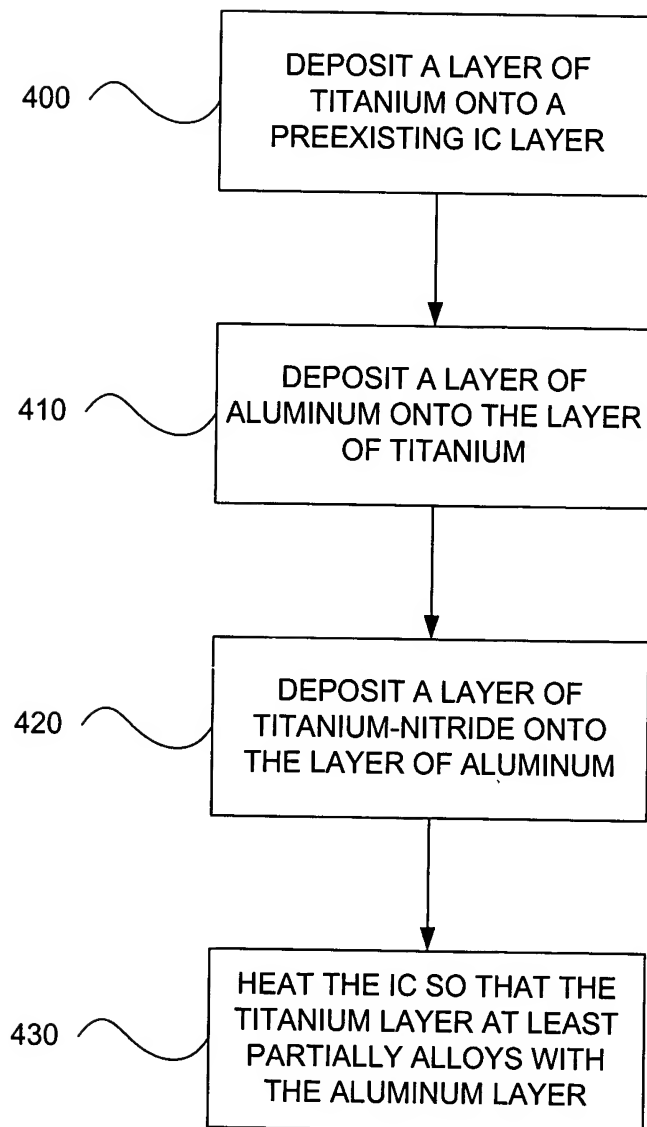 400
DEPOSIT A LAYER OF
TITANIUM ONTO A
PREEXISTING IC LAYER
410
DEPOSIT A LAYER OF
ALUMINUM ONTO THE LAYER
OF TITANIUM
420
DEPOSIT A LAYER OF
TITANIUM-NITRIDE ONTO
THE LAYER OF ALUMINUM
430
HEAT THE IC SO THAT THE
TITANIUM LAYER AT LEAST
PARTIALLY ALLOYS WITH
THE ALUMINUM LAYER